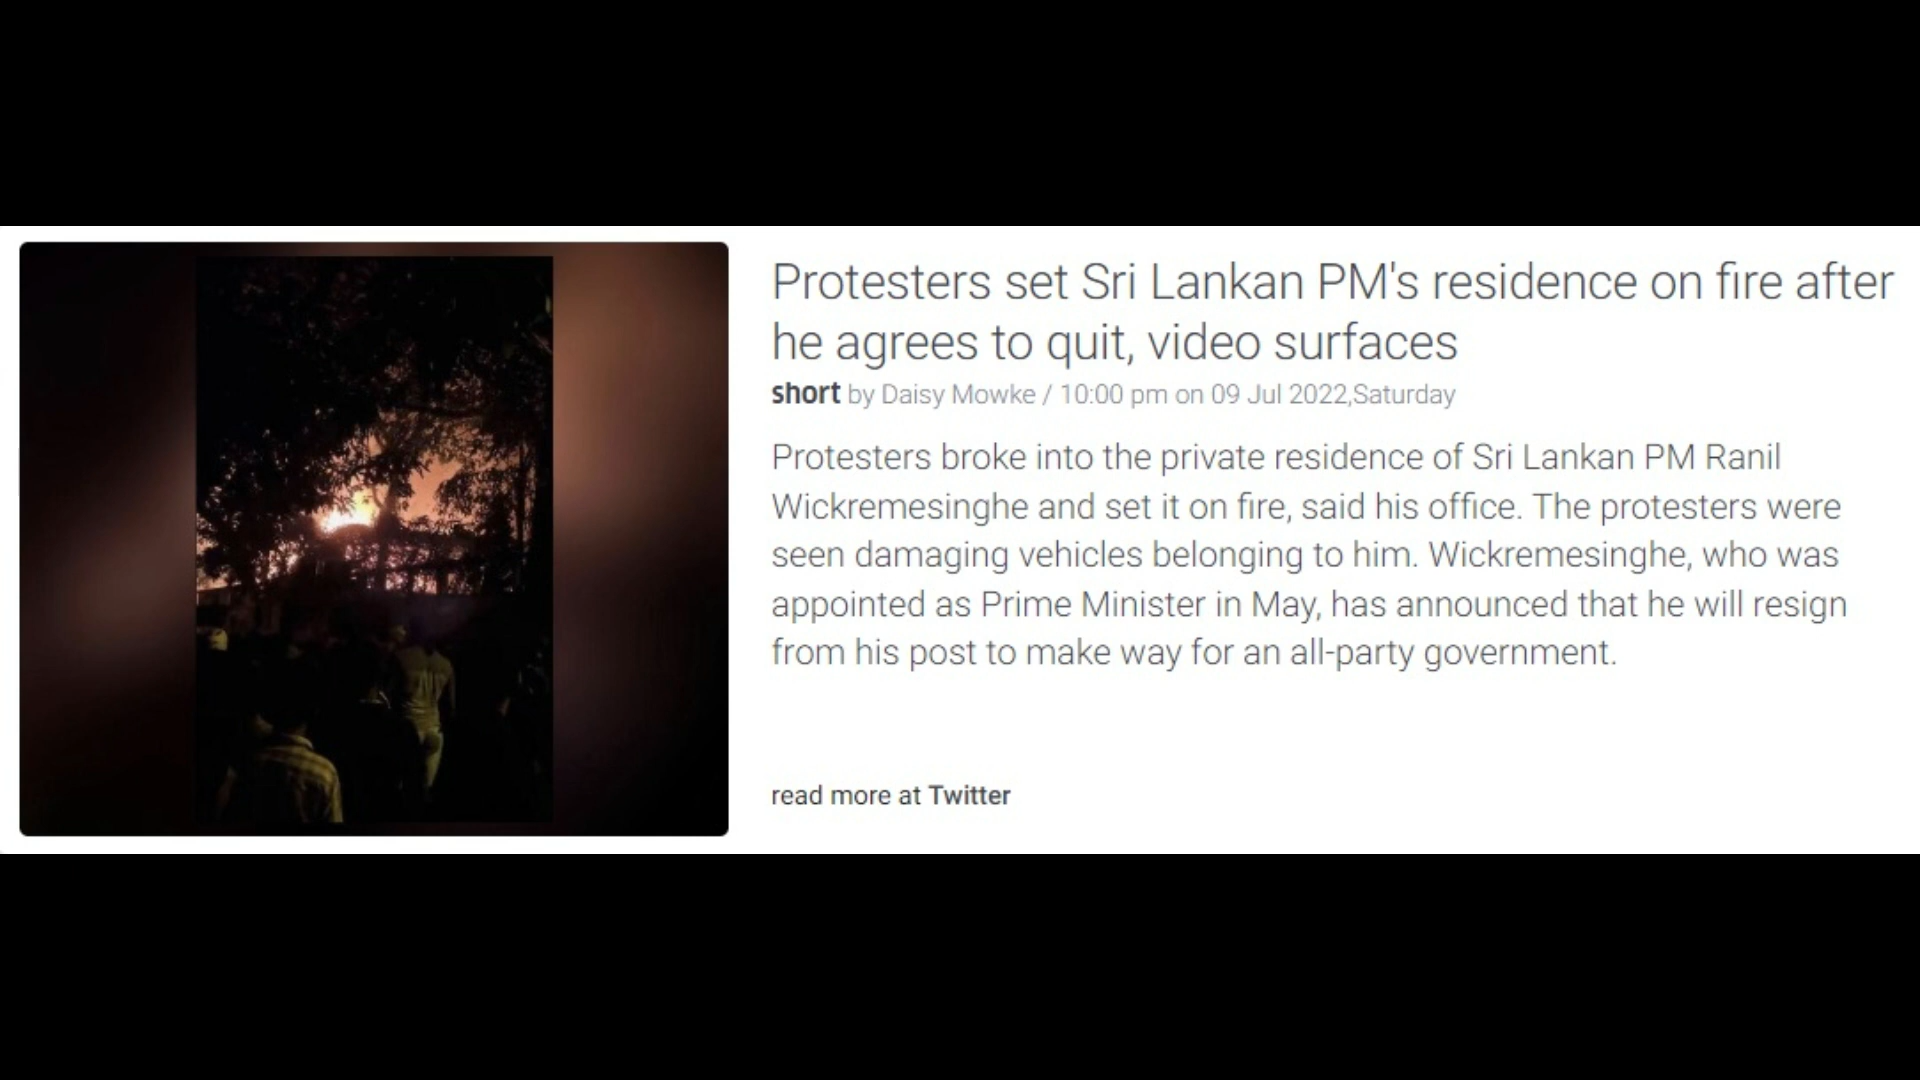 Protesters set Sri Lankan PM's residence on fire after
he agrees to quit, video surfaces
short by Daisy Mowke / 10:00 pm on 09 Jul 2022,Saturday
Protesters broke into the private residence of Sri Lankan PM Ranil
Wickremesinghe and set it on fire, said his office. The protesters were
seen damaging vehicles belonging to him. Wickremesinghe, who was
appointed as Prime Minister in May, has announced that he will resign
from his post to make way for an all-party government.
read more at Twitter